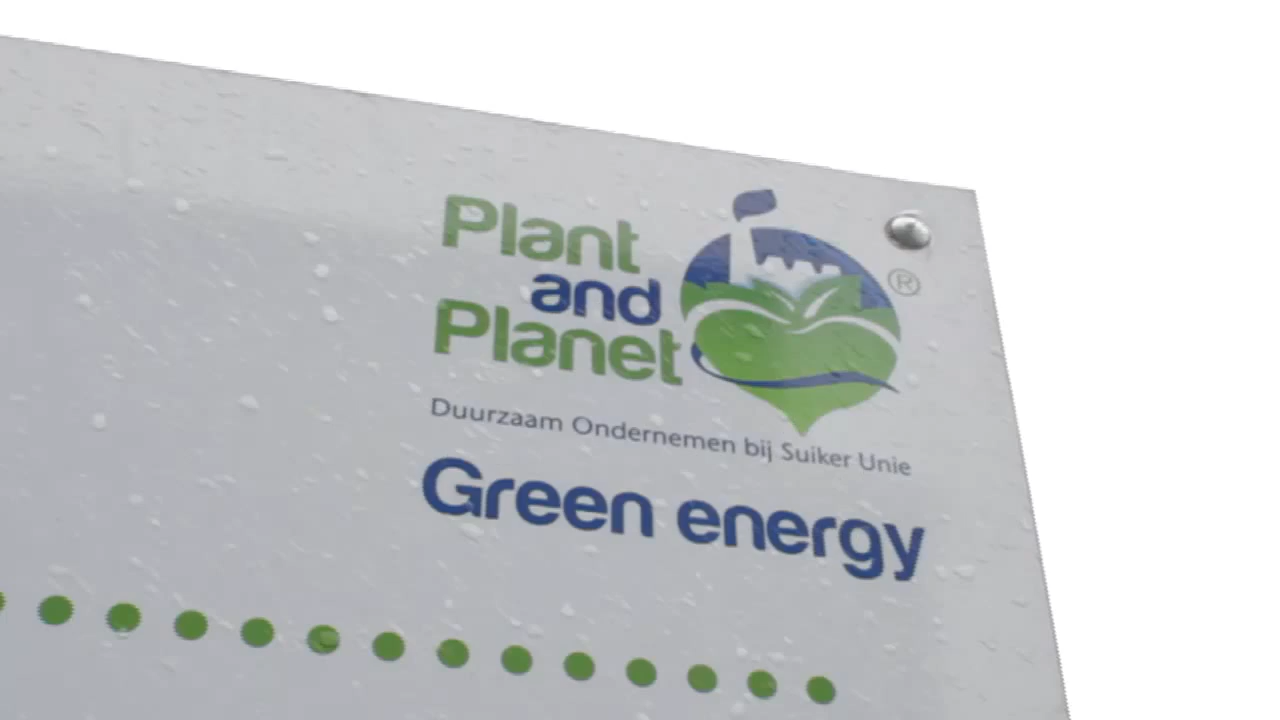 Plant
and
Planet
®
Duurzaam Ondernemen bij Suiker Unie
Green energy